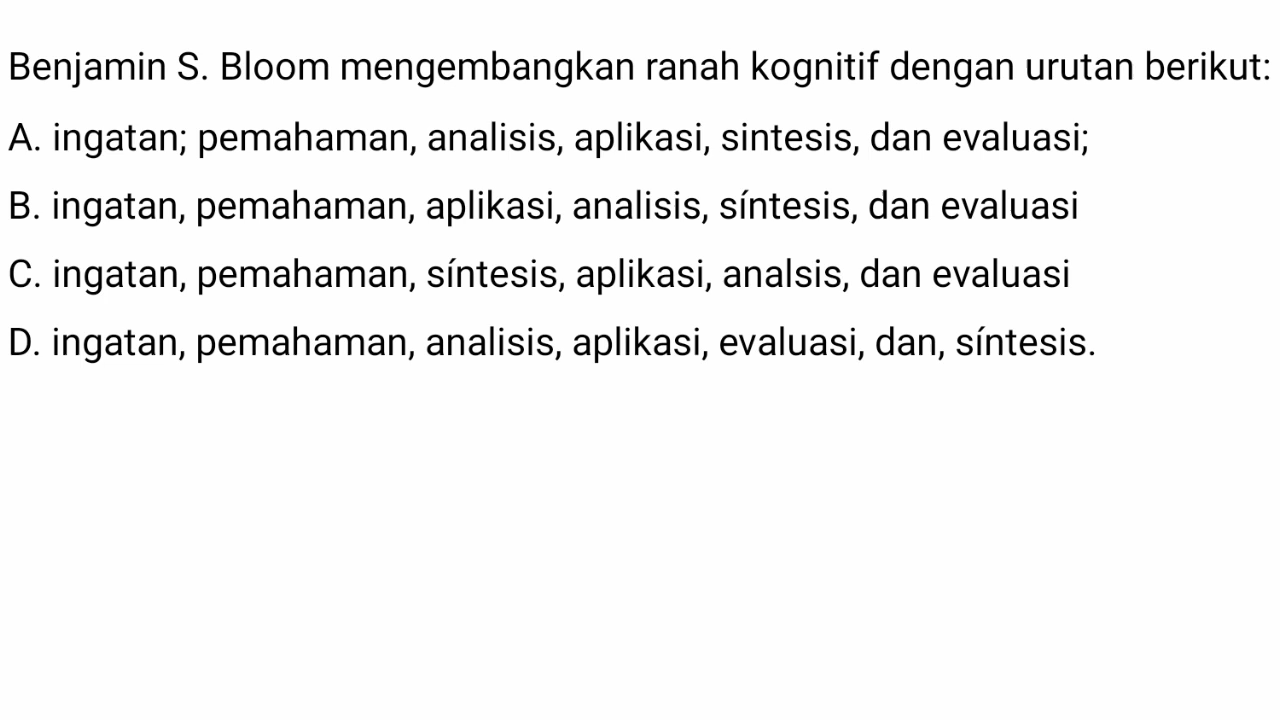 Benjamin S. Bloom mengembangkan ranah kognitif dengan urutan berikut:
A. ingatan; pemahaman, analisis, aplikasi, sintesis, dan evaluasi;
B. ingatan, pemahaman, aplikasi, analisis, síntesis, dan evaluasi
C. ingatan, pemahaman, síntesis, aplikasi, analsis, dan evaluasi
D. ingatan, pemahaman, analisis, aplikasi, evaluasi, dan, síntesis.